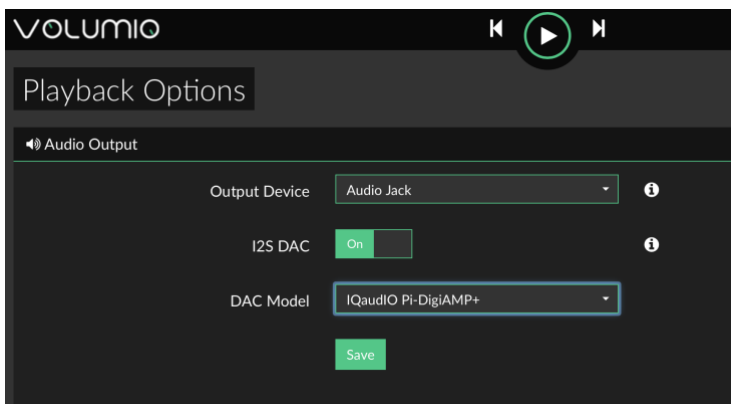 VOLUMIO
Playback Options
Audio Output
Output Device Audio Jack
I2S DAC On
DAC Model IQaudIO Pi-DigiAMP+
Save